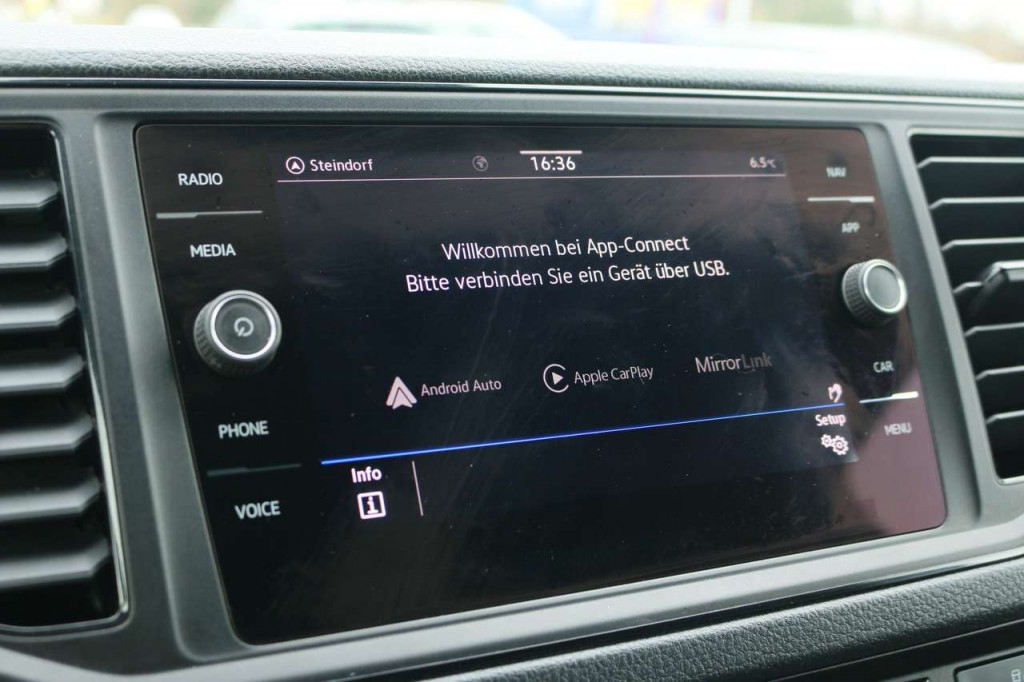 Steindorf
16:36
6.5°C
RADIO
MEDIA
PHONE
VOICE
Willkommen bei App-Connect
Bitte verbinden Sie ein Gerät über USB.
Android Auto
Apple CarPlay
MirrorLink
Info
Setup
NAV
APP
CAR
MENU